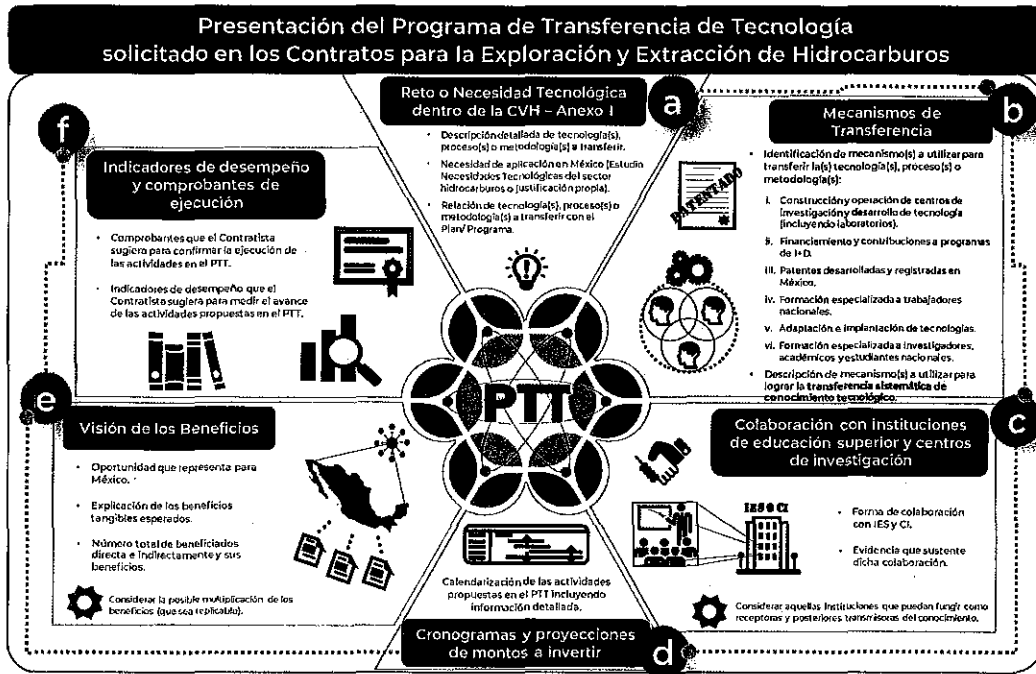 Presentación del Programa de Transferencia de Tecnología
solicitado en los Contratos para la Exploración y Extracción de Hidrocarburos
a
Reto o Necesidad Tecnológica
dentro de la CVH – Anexo I
• Descripción detallada de tecnología(s),
proceso(s) o metodología(s) a transferir.
• Necesidad de aplicación en México (Estudio
Necesidades Tecnológicas del sector
hidrocarburos o justificación propia).
• Relación de tecnología(s), proceso(s) o
metodología(s) a transferir con el
Plan/ Programa.
b
Mecanismos de
Transferencia
PATENTADO
• Identificación de mecanismo(s) a utilizar para
transferir la(s) tecnología(s), proceso(s) o
metodología(s):
i. Construcción y operación de centros de
investigación y desarrollo de tecnología
(incluyendo laboratorios).
ii. Financiamiento y contribuciones a programas
de I+D.
iii. Patentes desarrolladas y registradas en
México.
iv. Formación especializada a trabajadores
nacionales.
v. Adaptación e implantación de tecnologías.
vi. Formación especializada a investigadores,
académicos y estudiantes nacionales.
• Descripción de mecanismo(s) a utilizar para
lograr la transferencia sistemática de
conocimiento tecnológico.
c
Colaboración con instituciones
de educación superior y centros
de investigación
IES O CI
• Forma de colaboración
con IES y CI.
• Evidencia que sustente
dicha colaboración.
Considerar aquellas instituciones que puedan fungir como
receptoras y posteriores transmisoras del conocimiento.
PTT
Calendarización de las actividades
propuestas en el PTT incluyendo
información detallada.
Cronogramas y proyecciones
de montos a invertir
d
e
Visión de los Beneficios
• Oportunidad que representa para
México.
• Explicación de los beneficios
tangibles esperados.
• Número total de beneficiados
directa e indirectamente y sus
beneficios.
Considerar la posible multiplicación de los
beneficios (que sea replicable).
f
Indicadores de desempeño
y comprobantes de
ejecución
• Comprobantes que el Contratista
sugiera para confirmar la ejecución de
las actividades en el PTT.
• Indicadores de desempeño que el
Contratista sugiera para medir el avance
de las actividades propuestas en el PTT.